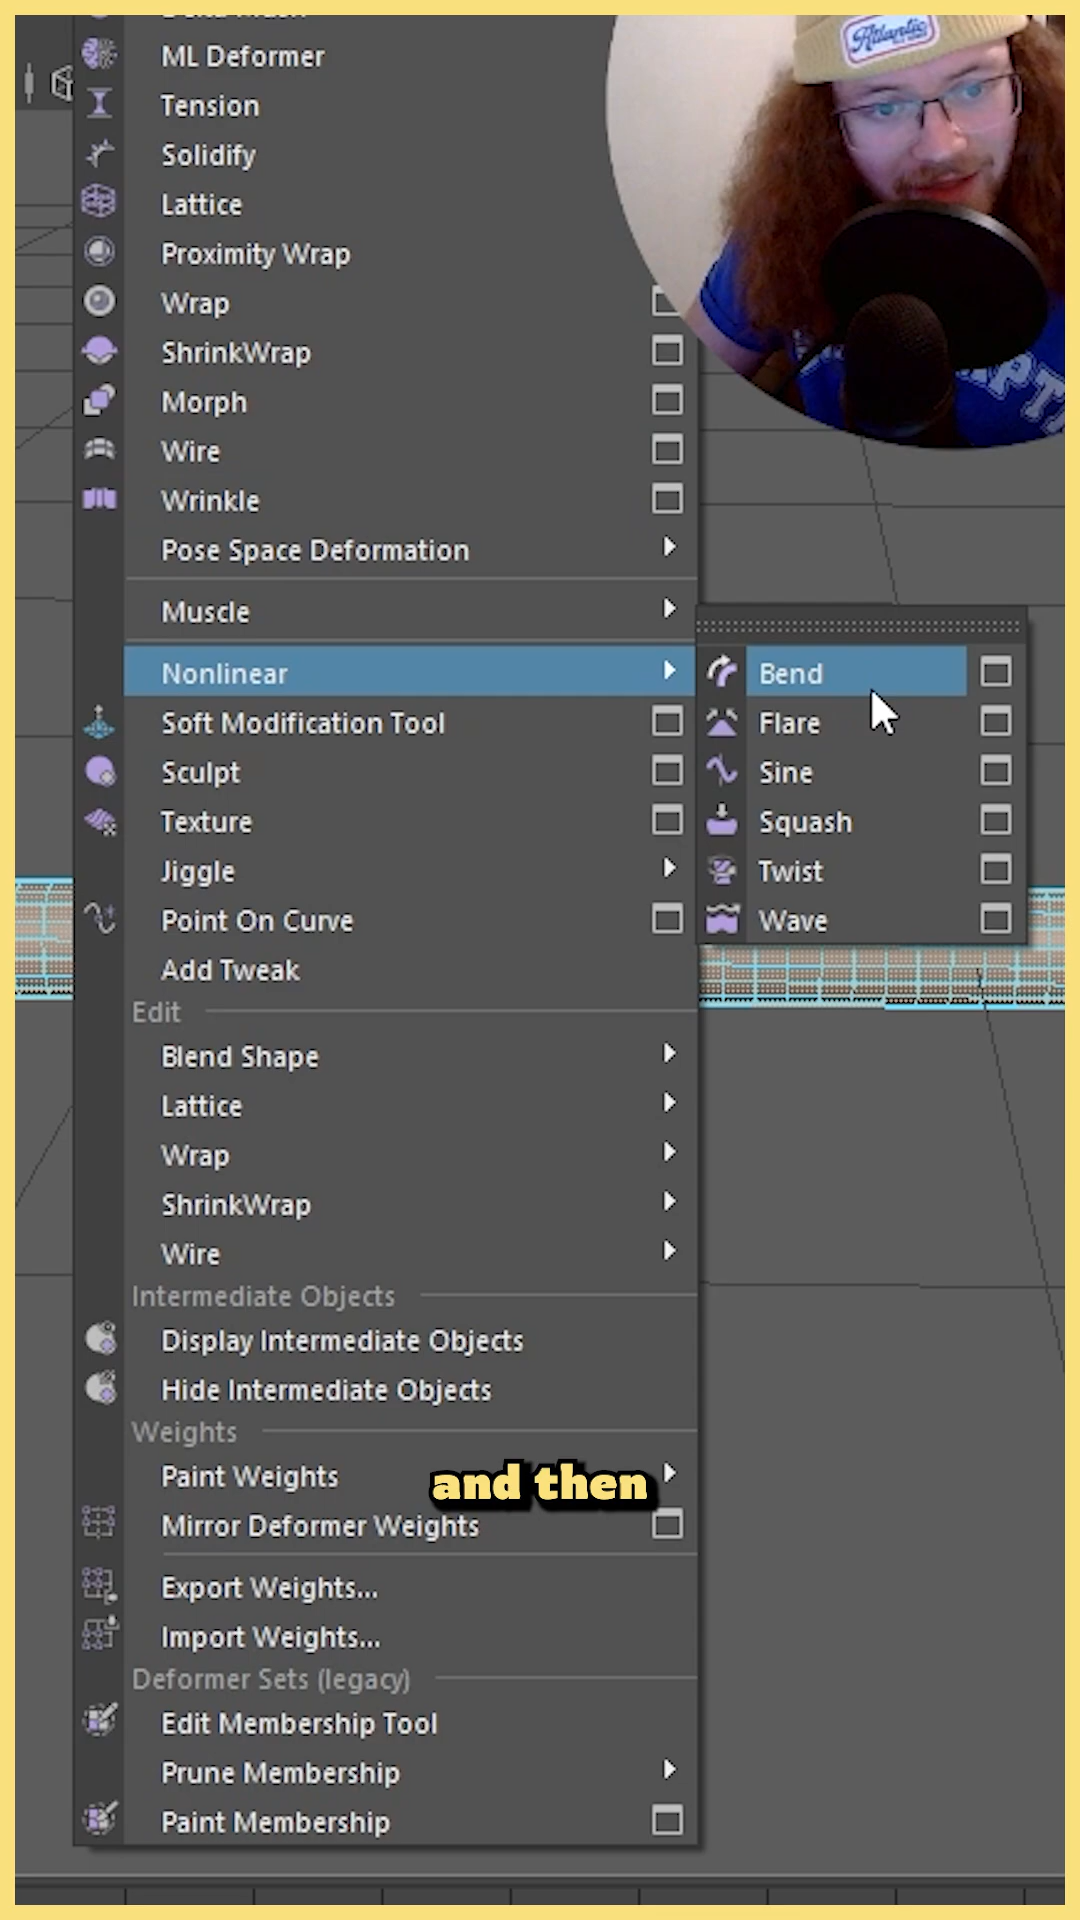 ML Deformer
Tension
Solidify
Lattice
Proximity Wrap
Wrap
ShrinkWrap
Morph
Wire
Wrinkle
Pose Space Deformation
Muscle
Nonlinear
Bend
Flare
Sine
Squash
Twist
Wave
Soft Modification Tool
Sculpt
Texture
Jiggle
Point On Curve
Add Tweak
Edit
Blend Shape
Lattice
Wrap
ShrinkWrap
Wire
Intermediate Objects
Display Intermediate Objects
Hide Intermediate Objects
Weights
Paint Weights
and then
Mirror Deformer Weights
Export Weights...
Import Weights...
Deformer Sets (legacy)
Edit Membership Tool
Prune Membership
Paint Membership
Atlantic